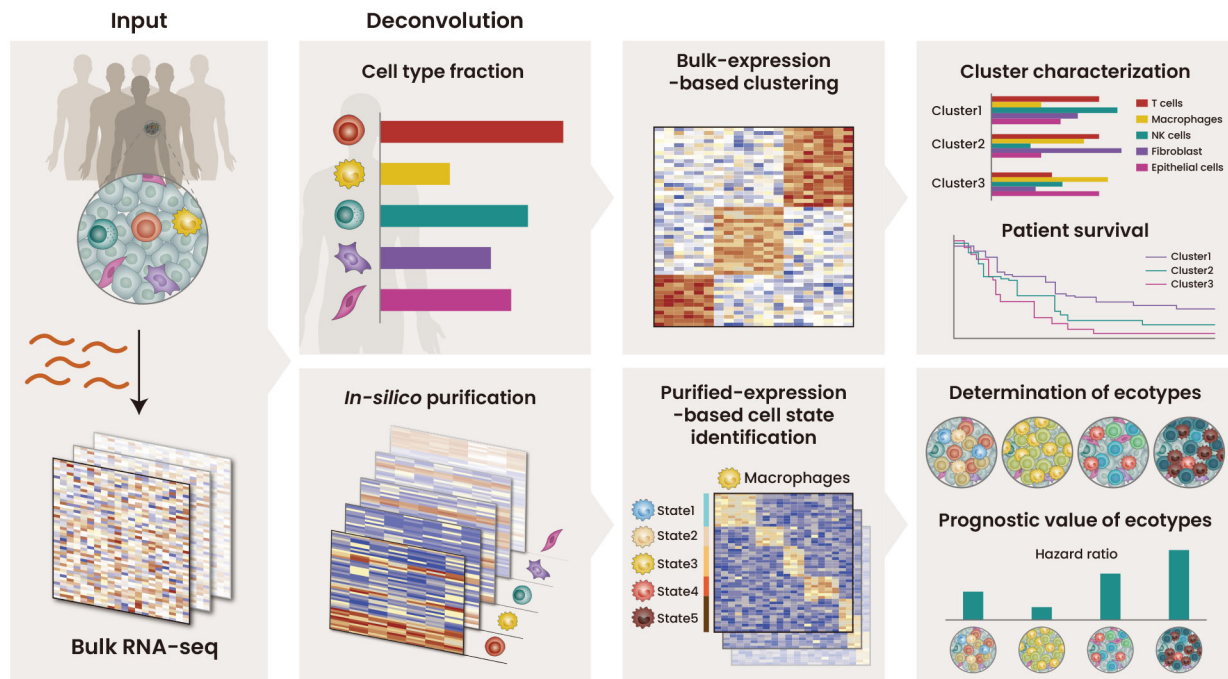 Input
Bulk RNA-seq
Deconvolution
Cell type fraction
In-silico purification
Bulk-expression
-based clustering
Purified-expression
-based cell state
identification
Macrophages
State1
State2
State3
State4
State5
Cluster characterization
Cluster1
Cluster2
Cluster3
T cells
Macrophages
NK cells
Fibroblast
Epithelial cells
Patient survival
Cluster1
Cluster2
Cluster3
Determination of ecotypes
Prognostic value of ecotypes
Hazard ratio